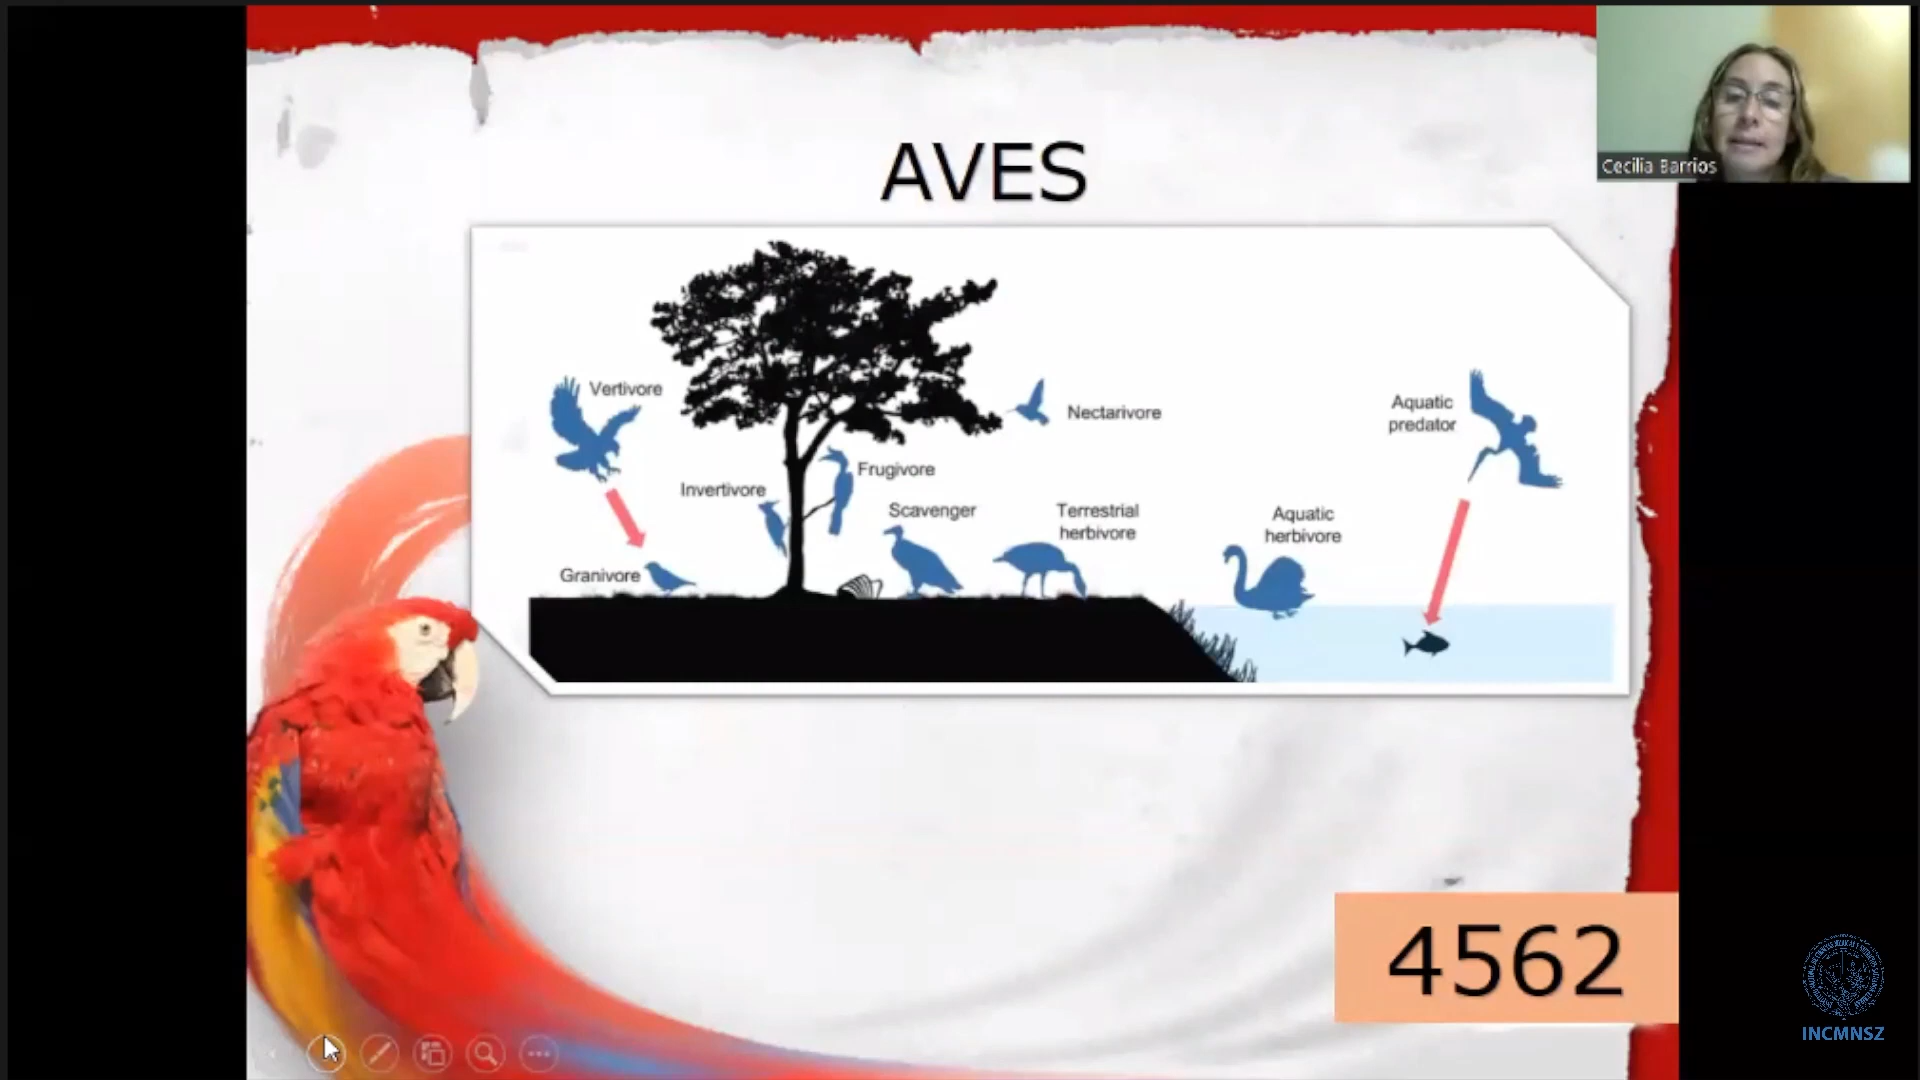 AVES
Cecilia Barrios
Vertivore
Nectarivore
Aquatic
predator
Frugivore
Invertivore
Scavenger
Terrestrial
herbivore
Aquatic
herbivore
Granivore
4562
INCMNSZ